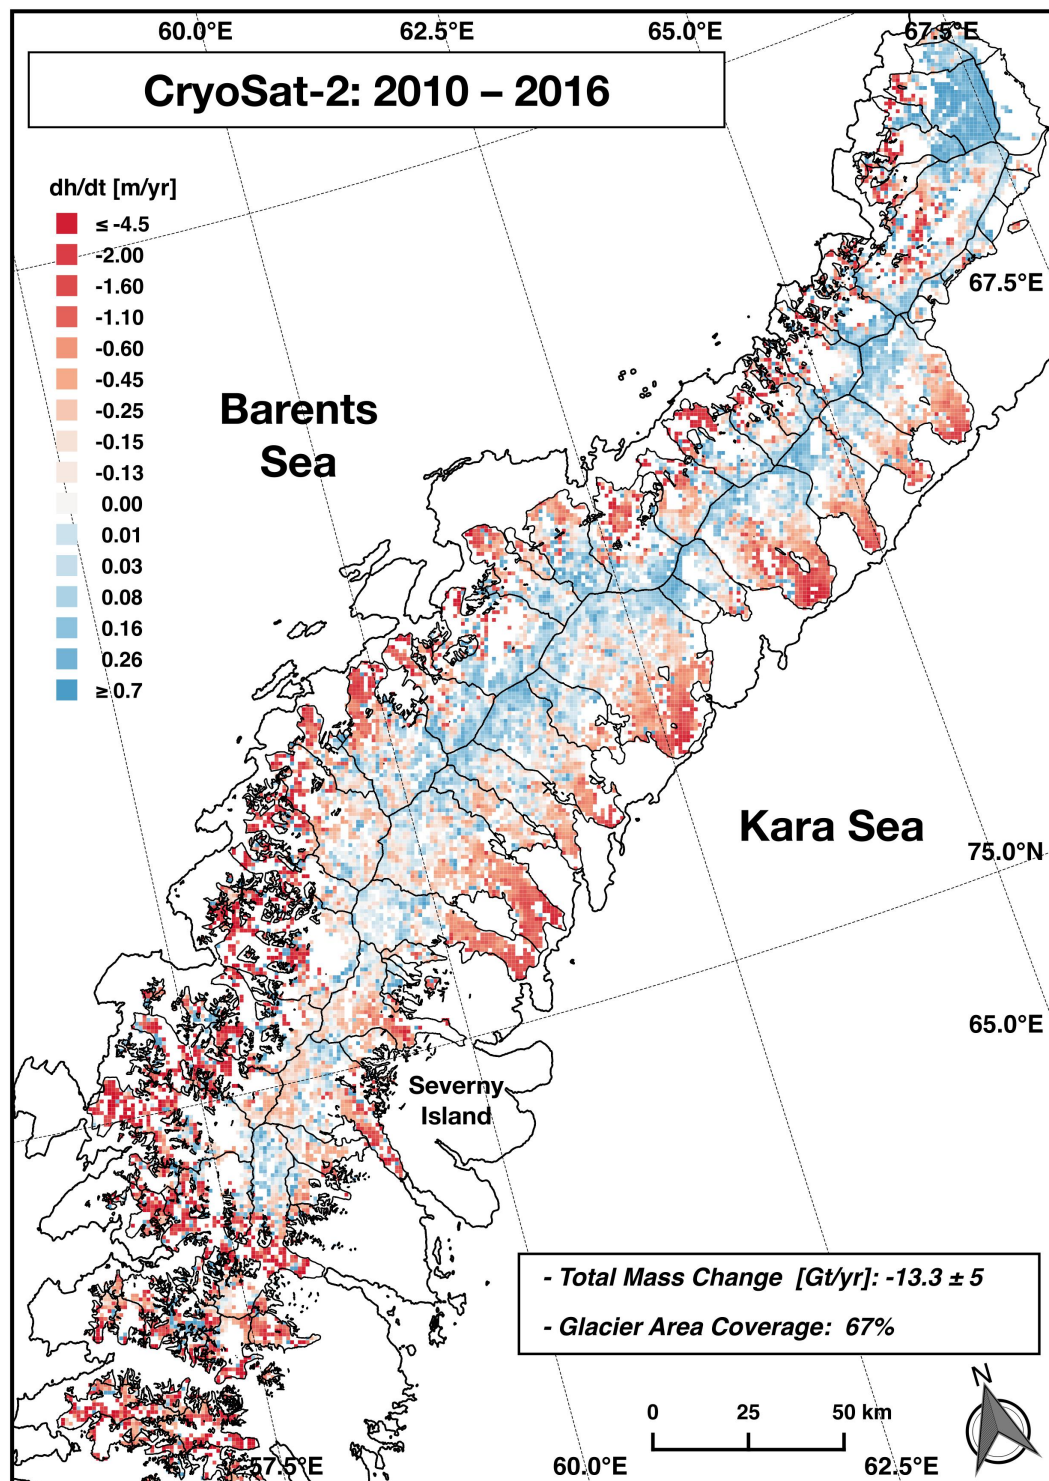 60.0°E 62.5°E 65.0°E 67.5°E
CryoSat-2: 2010 – 2016
dh/dt [m/yr]
≤ -4.5
-2.00
-1.60
-1.10
-0.60
-0.45
-0.25
-0.15
-0.13
0.00
0.01
0.03
0.08
0.16
0.26
≥ 0.7
67.5°E
Barents
Sea
Kara Sea
75.0°N
65.0°E
Severny
Island
- Total Mass Change [Gt/yr]: -13.3 ± 5
- Glacier Area Coverage: 67%
N
0 25 50 km
57.5°E 60.0°E 62.5°E